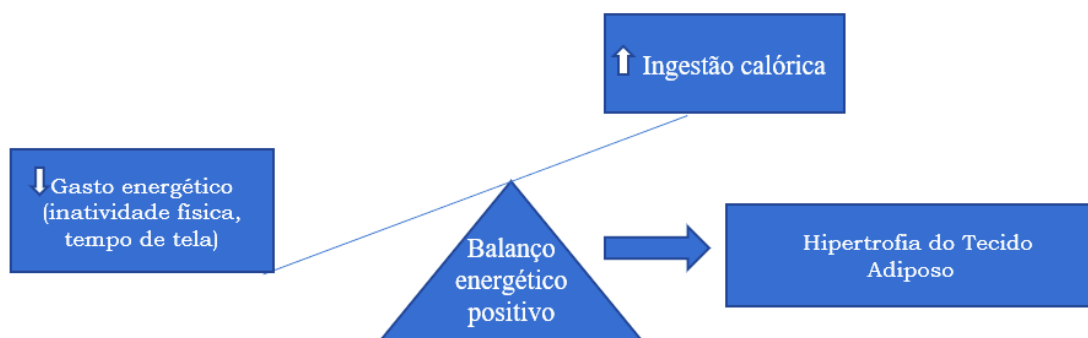 ⬆ Ingestão calórica
⬇ Gasto energético
(inatividade física,
tempo de tela)
Balanço
energético
positivo
Hipertrofia do Tecido
Adiposo